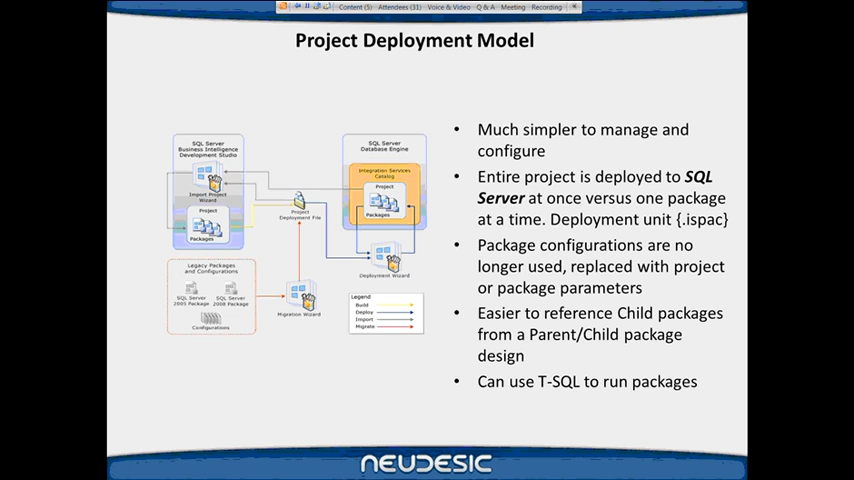 Content (5) Attendees (31) Voice & Video Q & A Meeting Recording
Project Deployment Model
SQL Server
Business Intelligence
Development Studio
Import Project
Wizard
Project
Packages
Project
Deployment File
SQL Server
Database Engine
Integration Services
Catalog
Project
Packages
Deployment Wizard
Legacy Packages
and Configurations
SQL Server
2005 Package
SQL Server
2008 Package
Configurations
Migration Wizard
Legend
Build
Deploy
Import
Migrate
• Much simpler to manage and
configure
• Entire project is deployed to SQL
Server at once versus one package
at a time. Deployment unit {.ispac}
• Package configurations are no
longer used, replaced with project
or package parameters
• Easier to reference Child packages
from a Parent/Child package
design
• Can use T-SQL to run packages
NEUDESIC